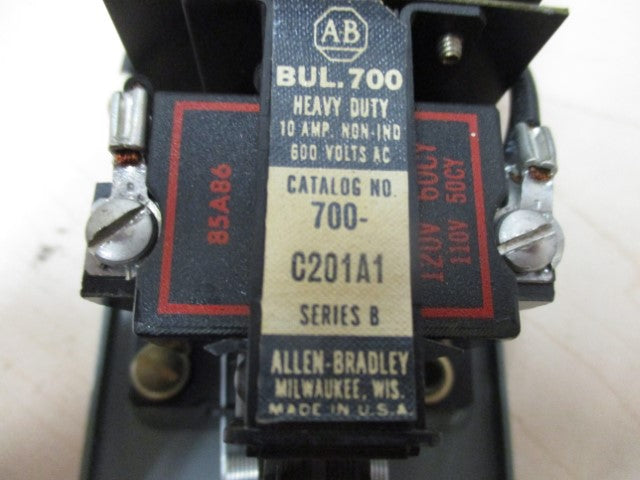 AB
BUL. 700
HEAVY DUTY
10 AMP. NON-IND
600 VOLTS AC
CATALOG NO.
700-
C201A1
SERIES B
ALLEN-BRADLEY
MILWAUKEE, WIS.
MADE IN U.S.A.
85A86
120V 60CY
110V 50CY